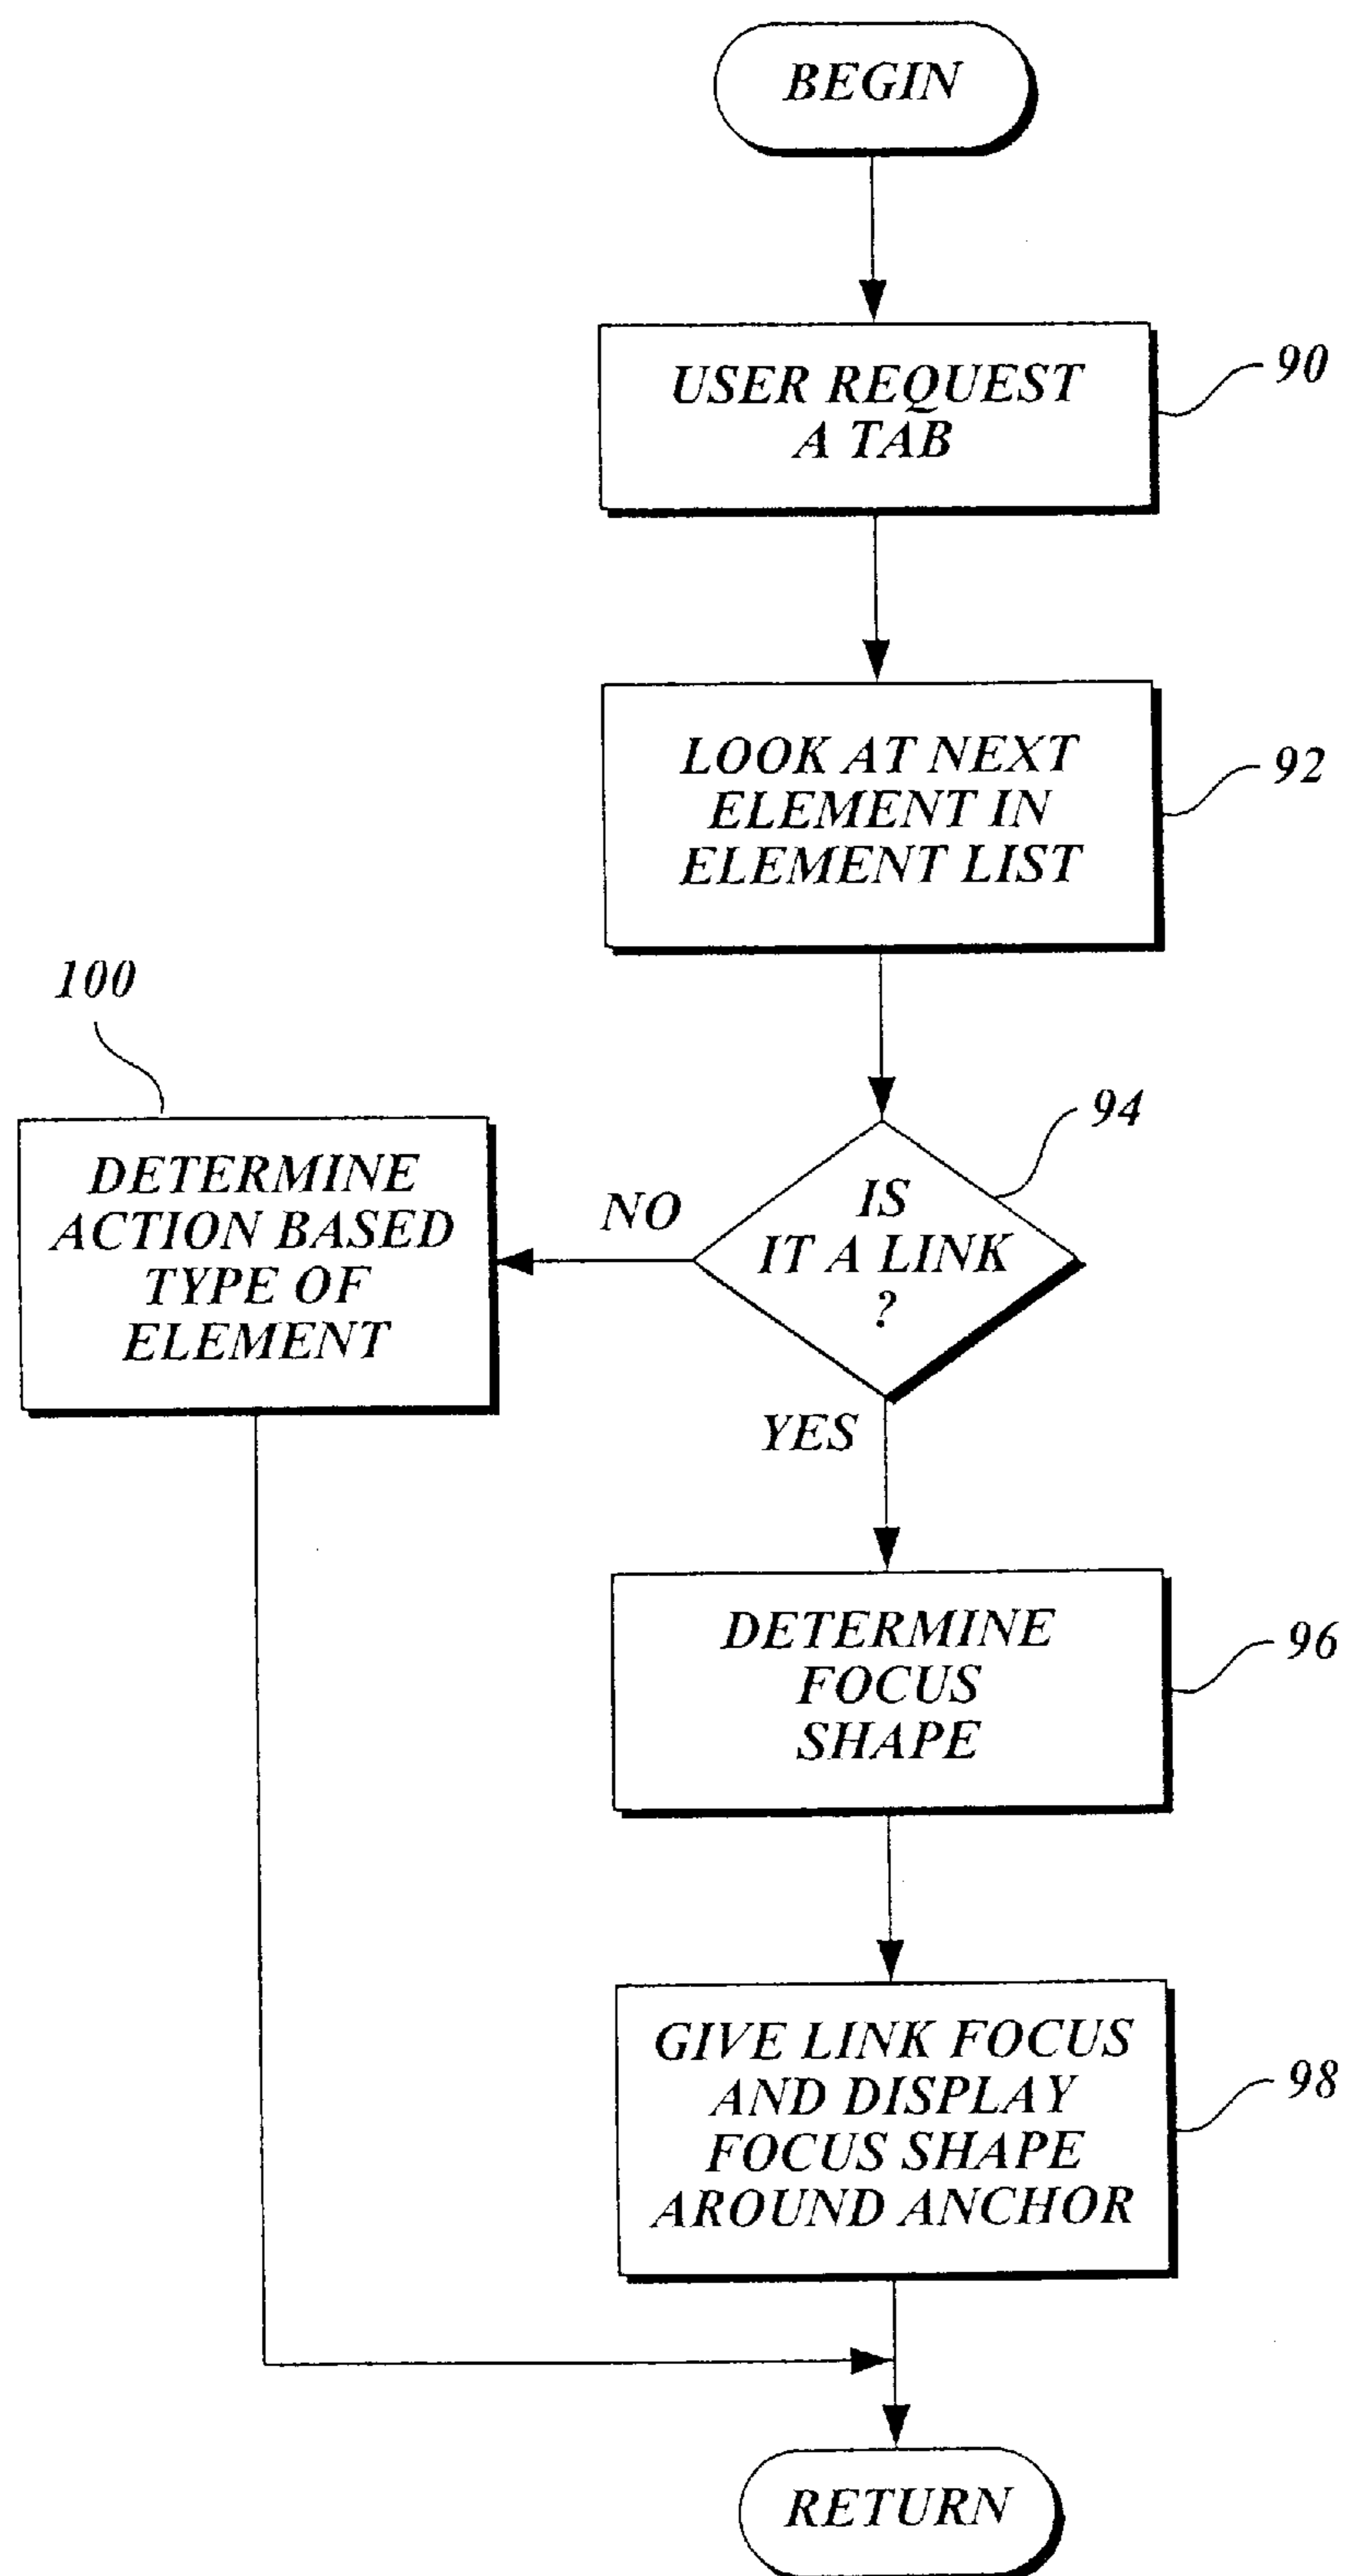 BEGIN
USER REQUEST
A TAB
90
LOOK AT NEXT
ELEMENT IN
ELEMENT LIST
92
100
DETERMINE
ACTION BASED
TYPE OF
ELEMENT
NO
IS
IT A LINK
?
94
YES
DETERMINE
FOCUS
SHAPE
96
GIVE LINK FOCUS
AND DISPLAY
FOCUS SHAPE
AROUND ANCHOR
98
RETURN